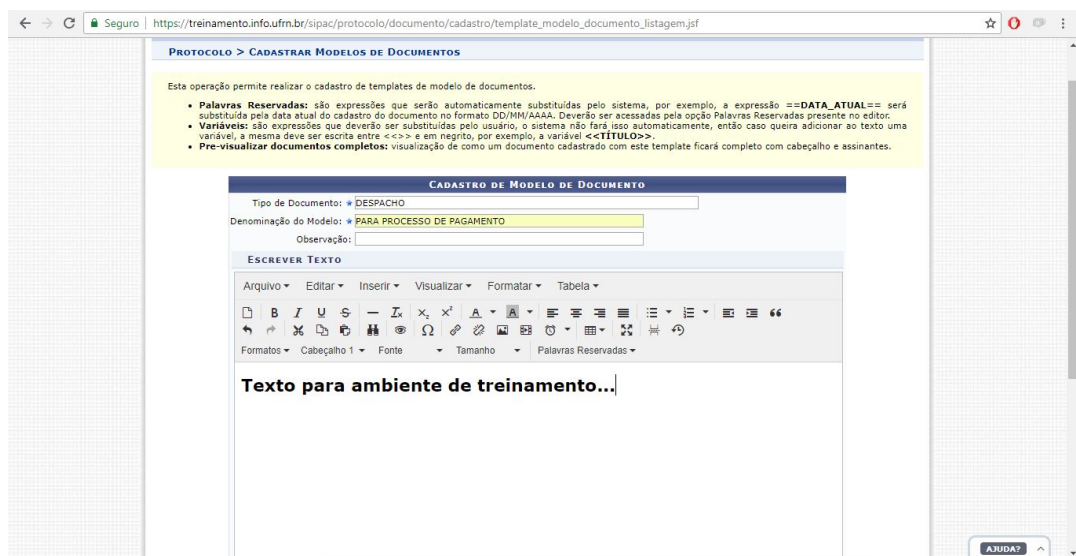 Seguro | https://treinamento.info.ufrn.br/sipac/protocolo/documento/cadastro/template_modelo_documento_listagem.jsf
PROTOCOLO > CADASTRAR MODELOS DE DOCUMENTOS
Esta operação permite realizar o cadastro de templates de modelo de documentos.
• Palavras Reservadas: são expressões que serão automaticamente substituídas pelo sistema, por exemplo, a expressão ==DATA_ATUAL== será
substituída pela data atual do cadastro do documento no formato DD/MM/AAAA. Deverão ser acessadas pela opção Palavras Reservadas presente no editor.
• Variáveis: são expressões que deverão ser substituídas pelo usuário, o sistema não fará isso automaticamente, então caso queira adicionar ao texto uma
variável, a mesma deve ser escrita entre <<>> e em negrito, por exemplo, a variável <<TÍTULO>>.
• Pre-visualizar documentos completos: visualização de como um documento cadastrado com este template ficará completo com cabeçalho e assinantes.
CADASTRO DE MODELO DE DOCUMENTO
Tipo de Documento: ★ DESPACHO
Denominação do Modelo: ★ PARA PROCESSO DE PAGAMENTO
Observação:
ESCREVER TEXTO
Arquivo Editar Inserir Visualizar Formatar Tabela
Formatos Cabeçalho 1 Fonte Tamanho Palavras Reservadas
Texto para ambiente de treinamento...
AJUDA?